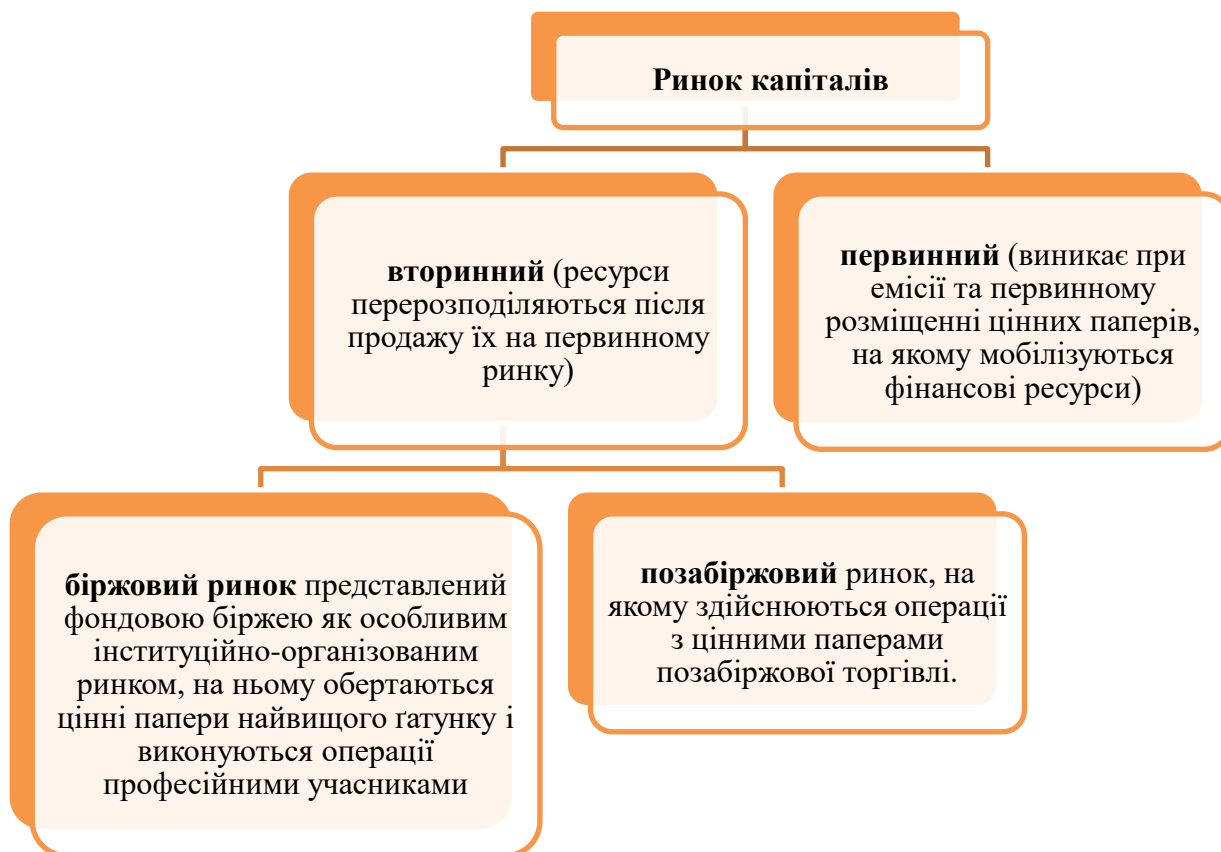 Ринок капіталів
вторинний (ресурси
перерозподіляються після
продажу їх на первинному
ринку)
первинний (виникає при
емісії та первинному
розміщенні цінних паперів,
на якому мобілізуються
фінансові ресурси)
біржовий ринок представлений
фондовою біржею як особливим
інституційно-організованим
ринком, на ньому обертаються
цінні папери найвищого ґатунку і
виконуються операції
професійними учасниками
позабіржовий ринок, на
якому здійснюються операції
з цінними паперами
позабіржової торгівлі.